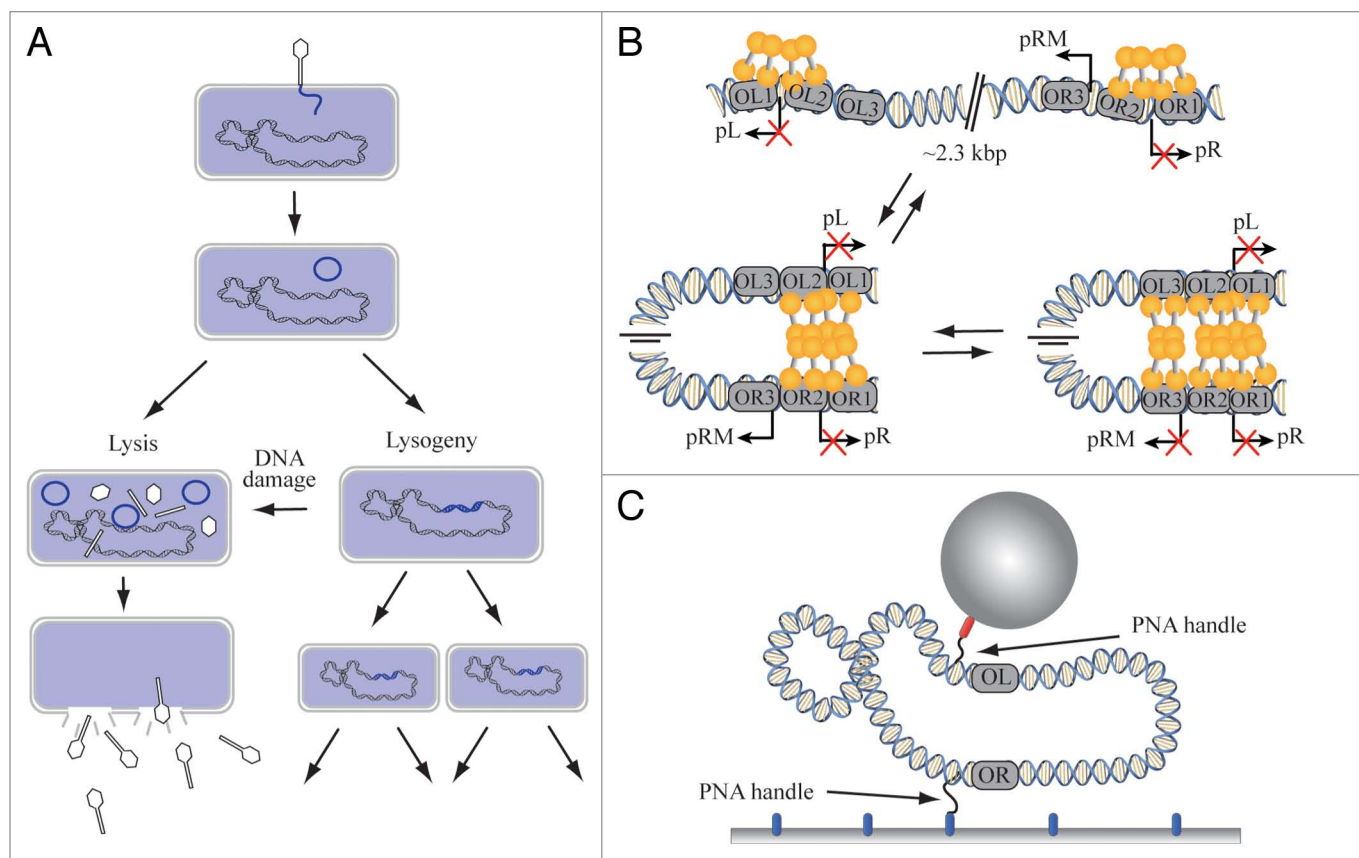 A
Lysis
Lysogeny
DNA
damage
B
pRM
OL1
OL2
OL3
OR3
OR2
OR1
pL
~2.3 kbp
pR
pL
pL
OL3
OL2
OL1
OL3
OL2
OL1
OR3
OR2
OR1
OR3
OR2
OR1
pRM
pR
pRM
pR
C
PNA handle
OL
OR
PNA handle